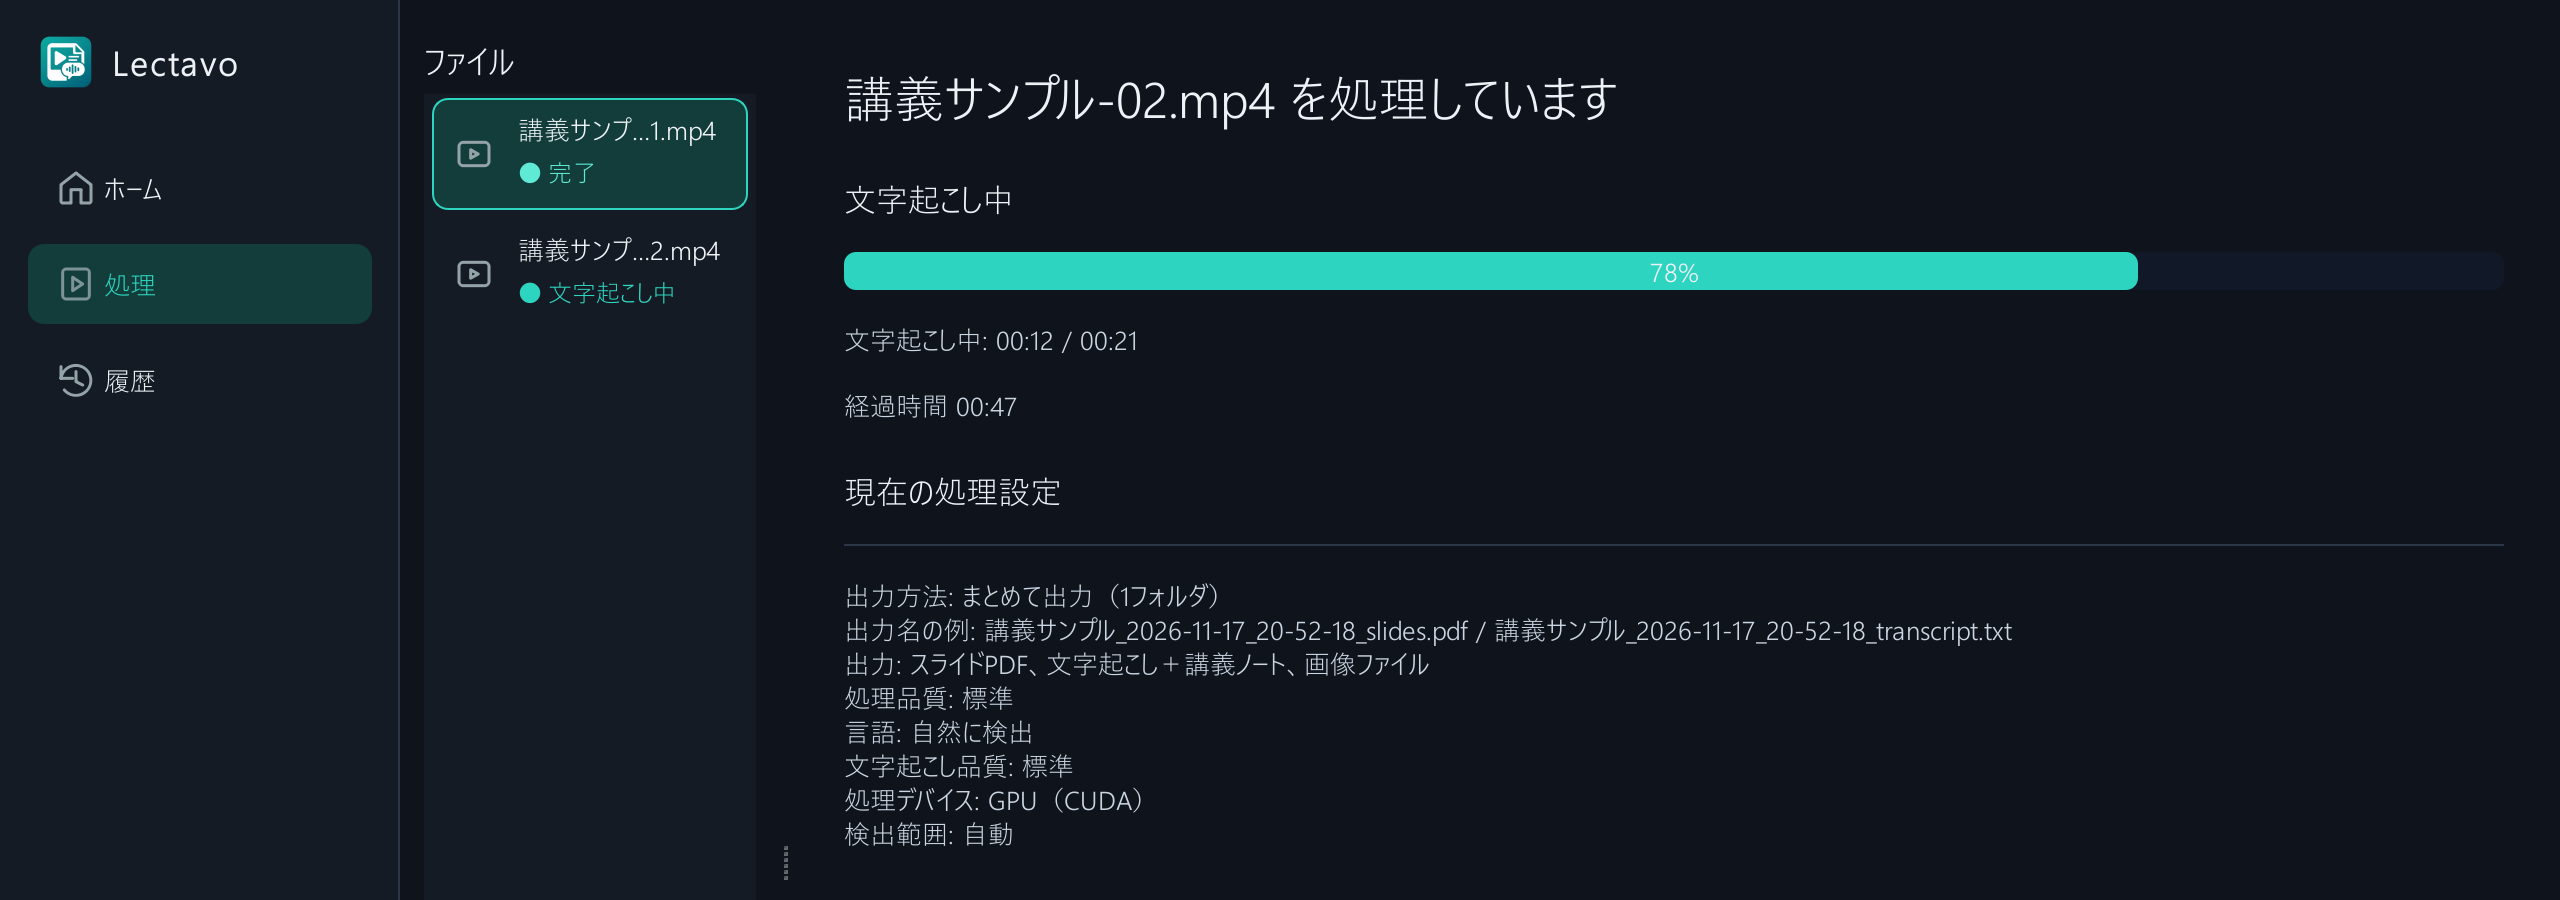 Lectavo
ホーム
処理
履歴
ファイル
講義サンプ...1.mp4
完了
講義サンプ...2.mp4
文字起こし中
講義サンプル-02.mp4 を処理しています
文字起こし中
78%
文字起こし中: 00:12 / 00:21
経過時間 00:47
現在の処理設定
出力方法: まとめて出力（1フォルダ）
出力名の例: 講義サンプル_2026-11-17_20-52-18_slides.pdf / 講義サンプル_2026-11-17_20-52-18_transcript.txt
出力: スライドPDF、文字起こし＋講義ノート、画像ファイル
処理品質: 標準
言語: 自然に検出
文字起こし品質: 標準
処理デバイス: GPU（CUDA）
検出範囲: 自動